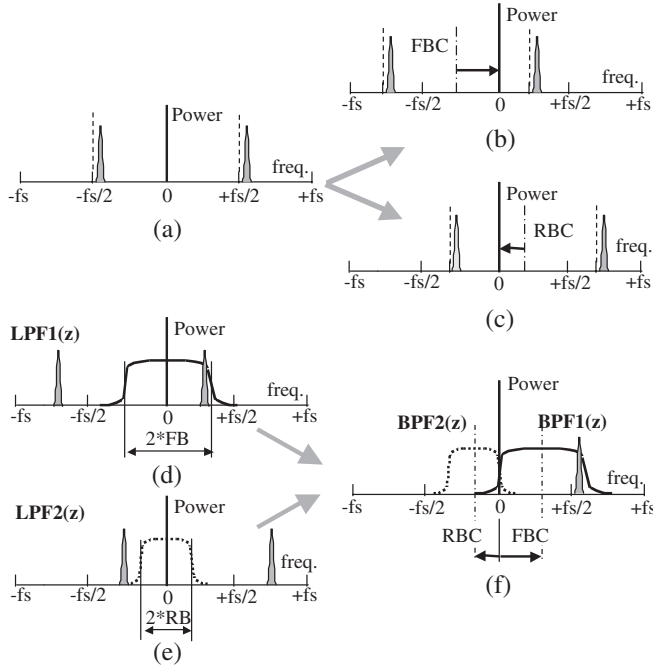 Power
freq.
-fs -fs/2 0 +fs/2 +fs
(a)
Power
FBC
freq.
-fs -fs/2 0 +fs/2 +fs
(b)
Power
RBC
freq.
-fs -fs/2 0 +fs/2 +fs
(c)
LPF1(z)
Power
freq.
-fs -fs/2 0 +fs/2 +fs
2*FB
(d)
LPF2(z)
Power
freq.
-fs -fs/2 0 +fs/2 +fs
2*RB
(e)
Power
BPF2(z) BPF1(z)
freq.
-fs -fs/2 0 +fs/2 +fs
RBC FBC
(f)